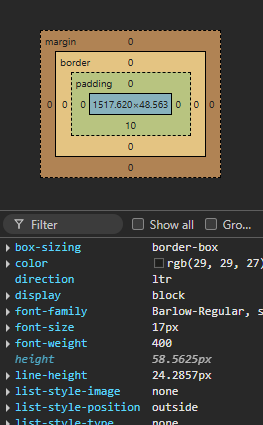 margin 0
border 0
padding 0
0 0 0 1517.620×48.563 0 0 0
10
0
0
Filter Show all Gro...
box-sizing border-box
color rgb(29, 29, 27)
direction ltr
display block
font-family Barlow-Regular, s
font-size 17px
font-weight 400
height 58.5625px
line-height 24.2857px
list-style-image none
list-style-position outside
list-style-type none